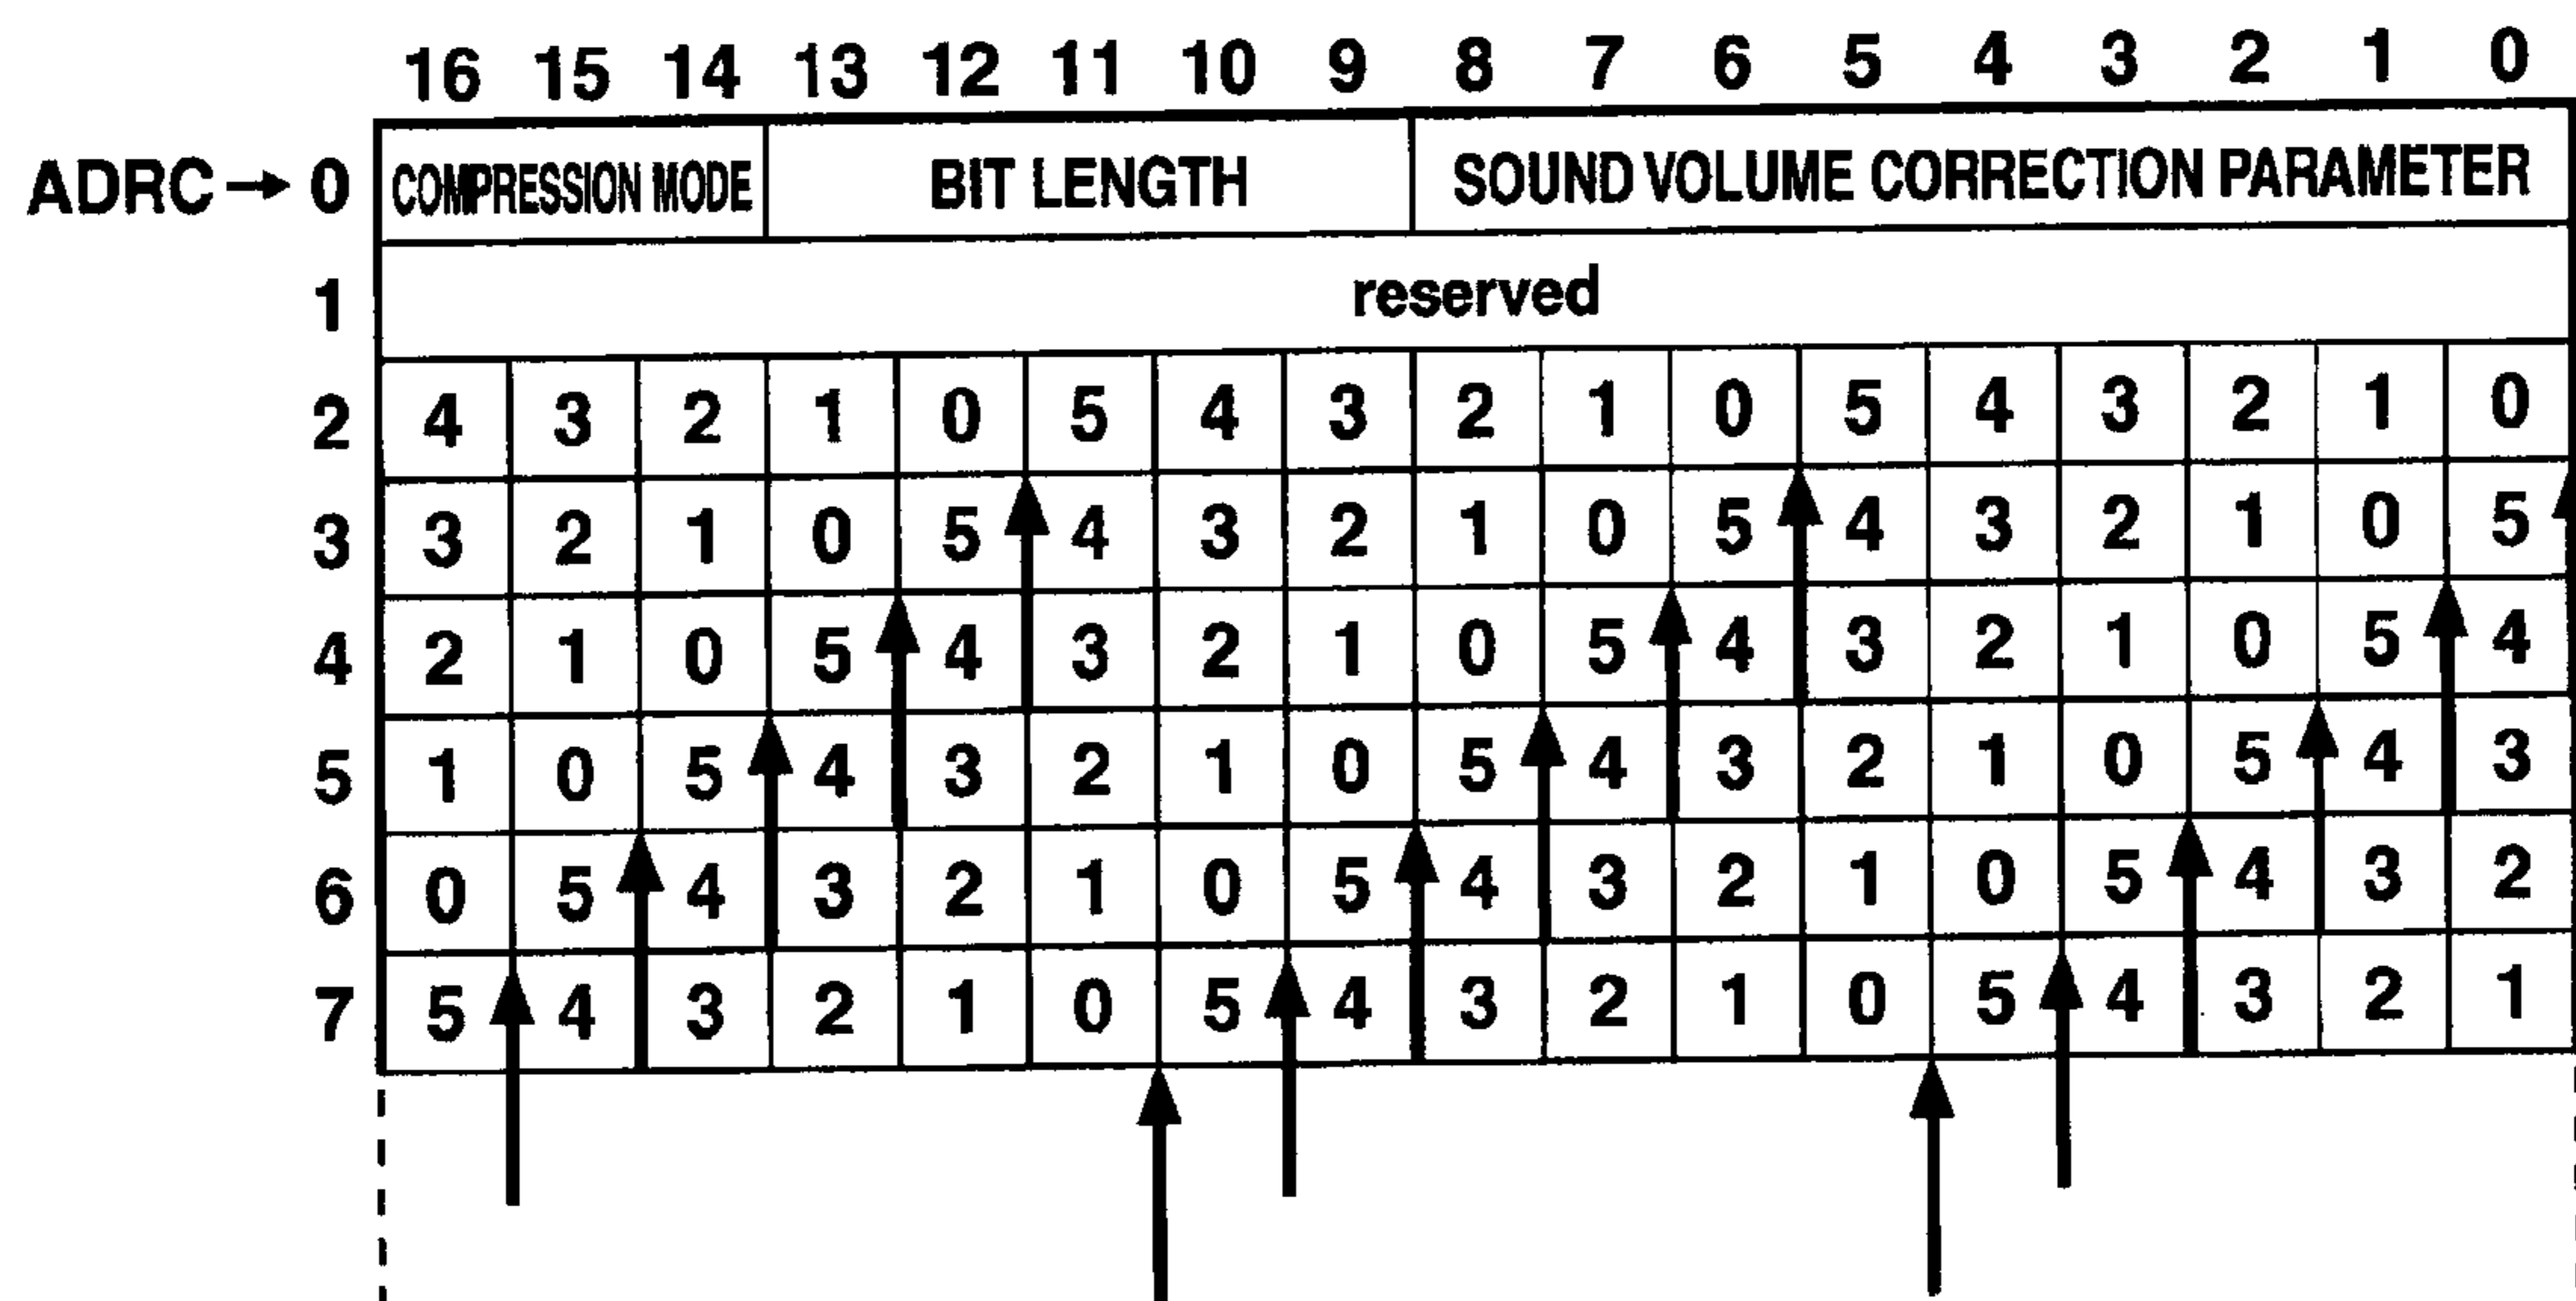 16 15 14 13 12 11 10 9 8 7 6 5 4 3 2 1 0
ADRC → 0 COMPRESSION MODE BIT LENGTH SOUND VOLUME CORRECTION PARAMETER
1 reserved
2 4 3 2 1 0 5 4 3 2 1 0 5 4 3 2 1 0
3 3 2 1 0 5 4 3 2 1 0 5 4 3 2 1 0 5
4 2 1 0 5 4 3 2 1 0 5 4 3 2 1 0 5 4
5 1 0 5 4 3 2 1 0 5 4 3 2 1 0 5 4 3
6 0 5 4 3 2 1 0 5 4 3 2 1 0 5 4 3 2
7 5 4 3 2 1 0 5 4 3 2 1 0 5 4 3 2 1